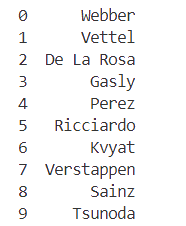 0 Webber
1 Vettel
2 De La Rosa
3 Gasly
4 Perez
5 Ricciardo
6 Kvyat
7 Verstappen
8 Sainz
9 Tsunoda